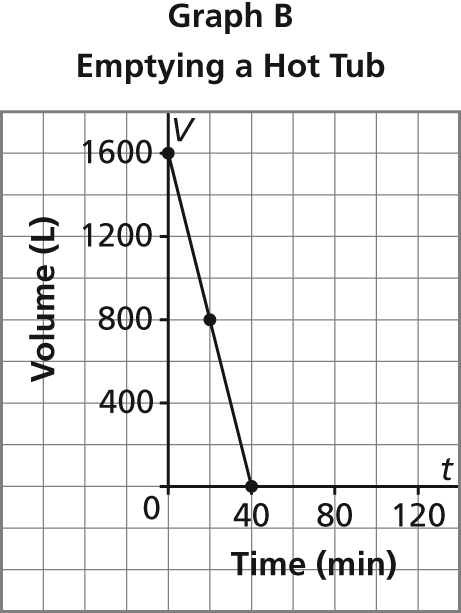 Graph B
Emptying a Hot Tub
V
1600
1200
Volume (L)
800
400
t
0
40
80
120
Time (min)